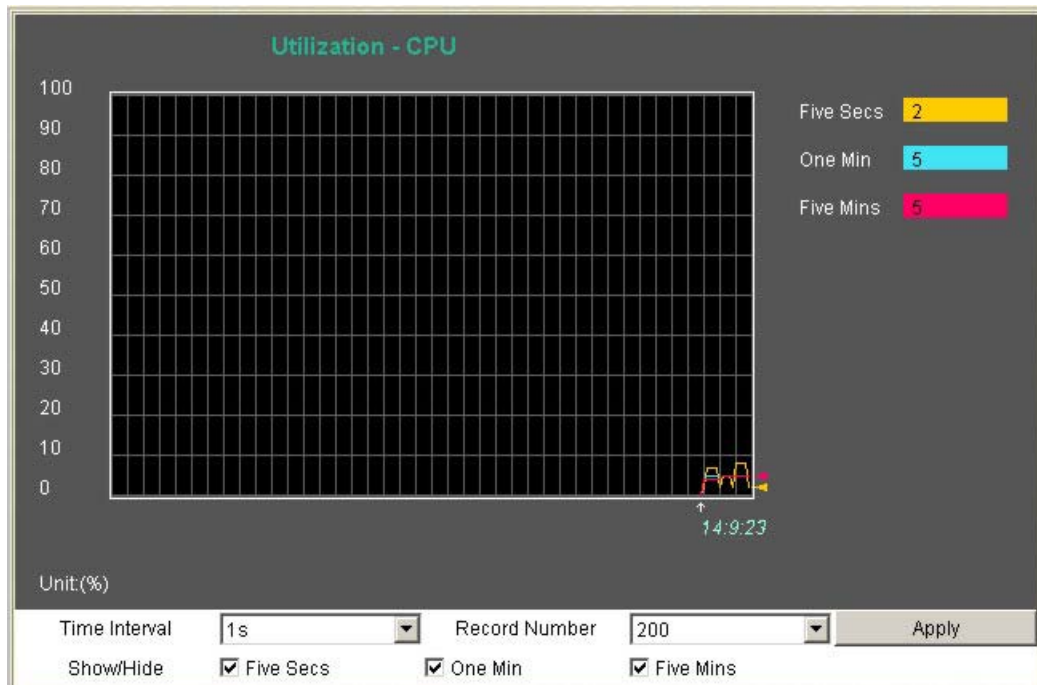 Utilization - CPU
100
90
80
70
60
50
40
30
20
10
0
Five Secs 2
One Min 5
Five Mins 5
14:9:23
Unit:(%)
Time Interval 1s Record Number 200 Apply
Show/Hide Five Secs One Min Five Mins